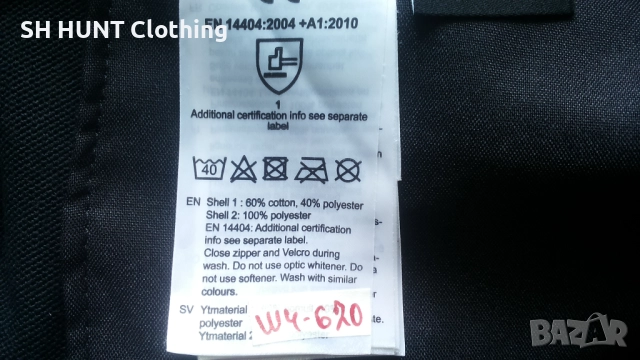 SH HUNT Clothing
EN 14404:2004 +A1:2010
1
Additional certification info see separate
label
40
EN Shell 1 : 60% cotton, 40% polyester
Shell 2: 100% polyester
EN 14404: Additional certification
info see separate label.
Close zipper and Velcro during
wash. Do not use optic whitener. Do
not use softener. Wash with similar
colours.
SV Ytmaterial
polyester
Ytmaterial 2
W4-620
BAZAR